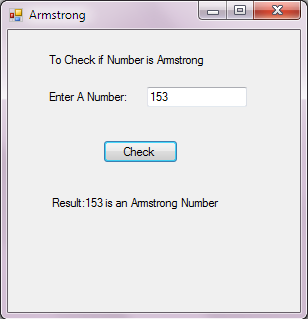 Armstrong
To Check if Number is Armstrong
Enter A Number: 153
Check
Result:153 is an Armstrong Number